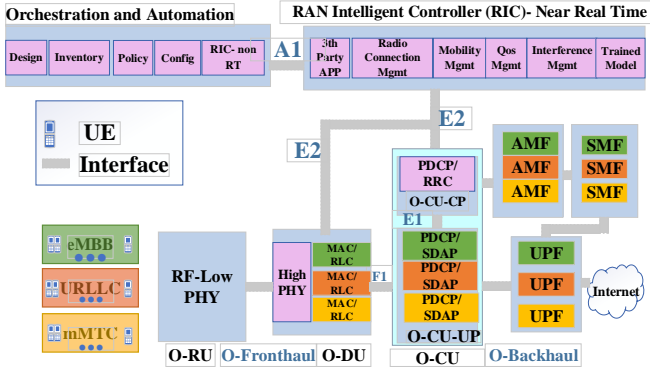 Orchestration and Automation
RAN Intelligent Controller (RIC)- Near Real Time
Design
Inventory
Policy
Config
RIC- non
RT
A1
3th
Party
APP
Radio
Connection
Mgmt
Mobility
Mgmt
Qos
Mgmt
Interference
Mgmt
Trained
Model
UE
Interface
E2
E2
PDCP/
RRC
O-CU-CP
E1
AMF
AMF
AMF
SMF
SMF
SMF
eMBB
URLLC
mMTC
RF-Low
PHY
High
PHY
MAC/
RLC
MAC/
RLC
MAC/
RLC
F1
PDCP/
SDAP
PDCP/
SDAP
PDCP/
SDAP
O-CU-UP
UPF
UPF
UPF
Internet
O-RU
O-Fronthaul
O-DU
O-CU
O-Backhaul